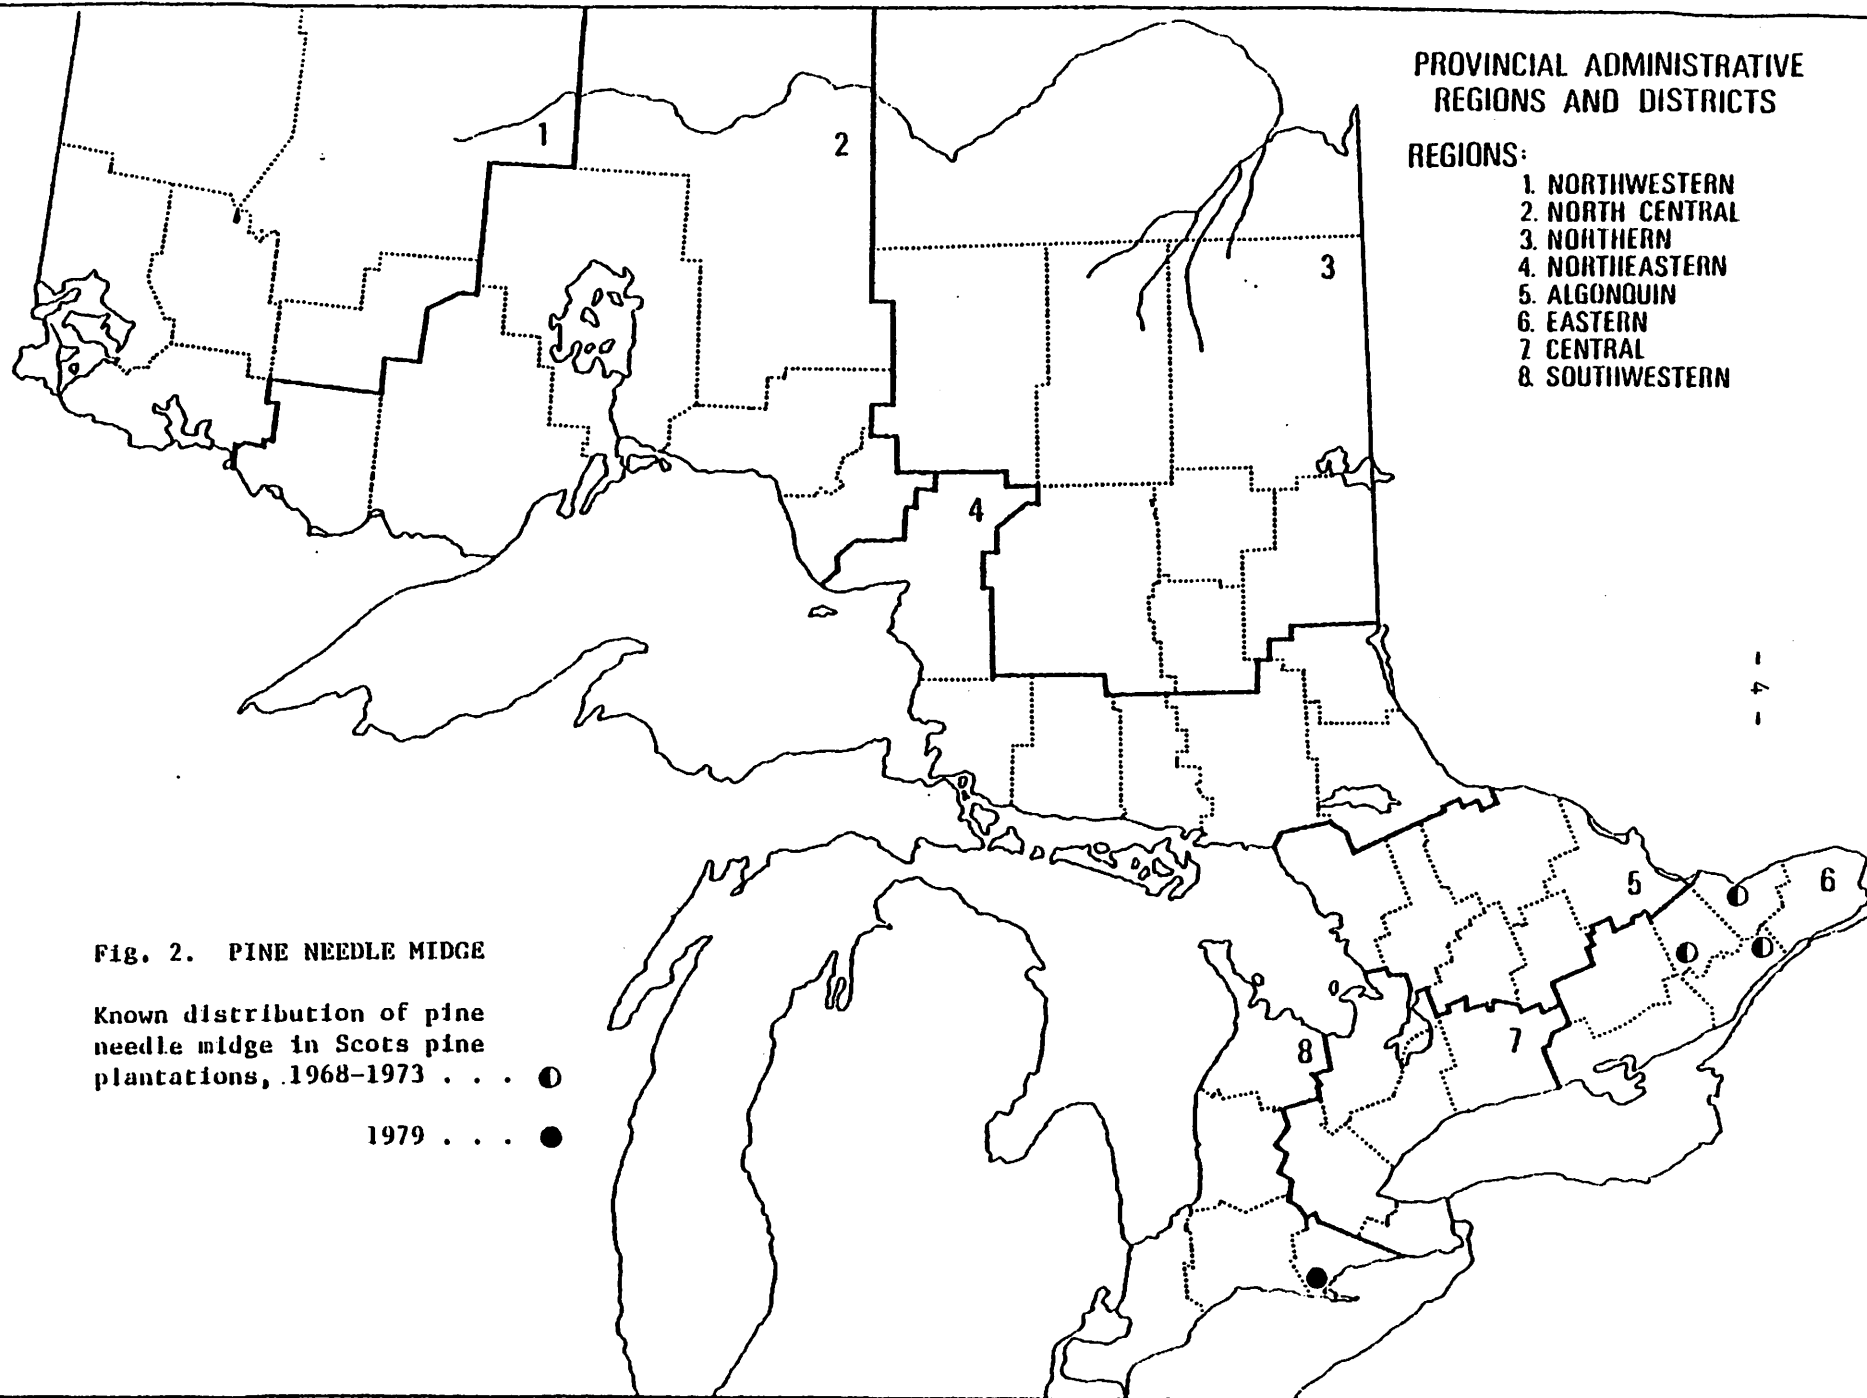 PROVINCIAL ADMINISTRATIVE
REGIONS AND DISTRICTS
REGIONS:
1. NORTHWESTERN
2. NORTH CENTRAL
3. NORTHERN
4. NORTHEASTERN
5. ALGONQUIN
6. EASTERN
7. CENTRAL
8. SOUTHWESTERN
1
2
3
4
5
6
7
8
- 4 -
Fig. 2. PINE NEEDLE MIDGE
Known distribution of pine
needle midge in Scots pine
plantations, 1968-1973 . . .
1979 . . .